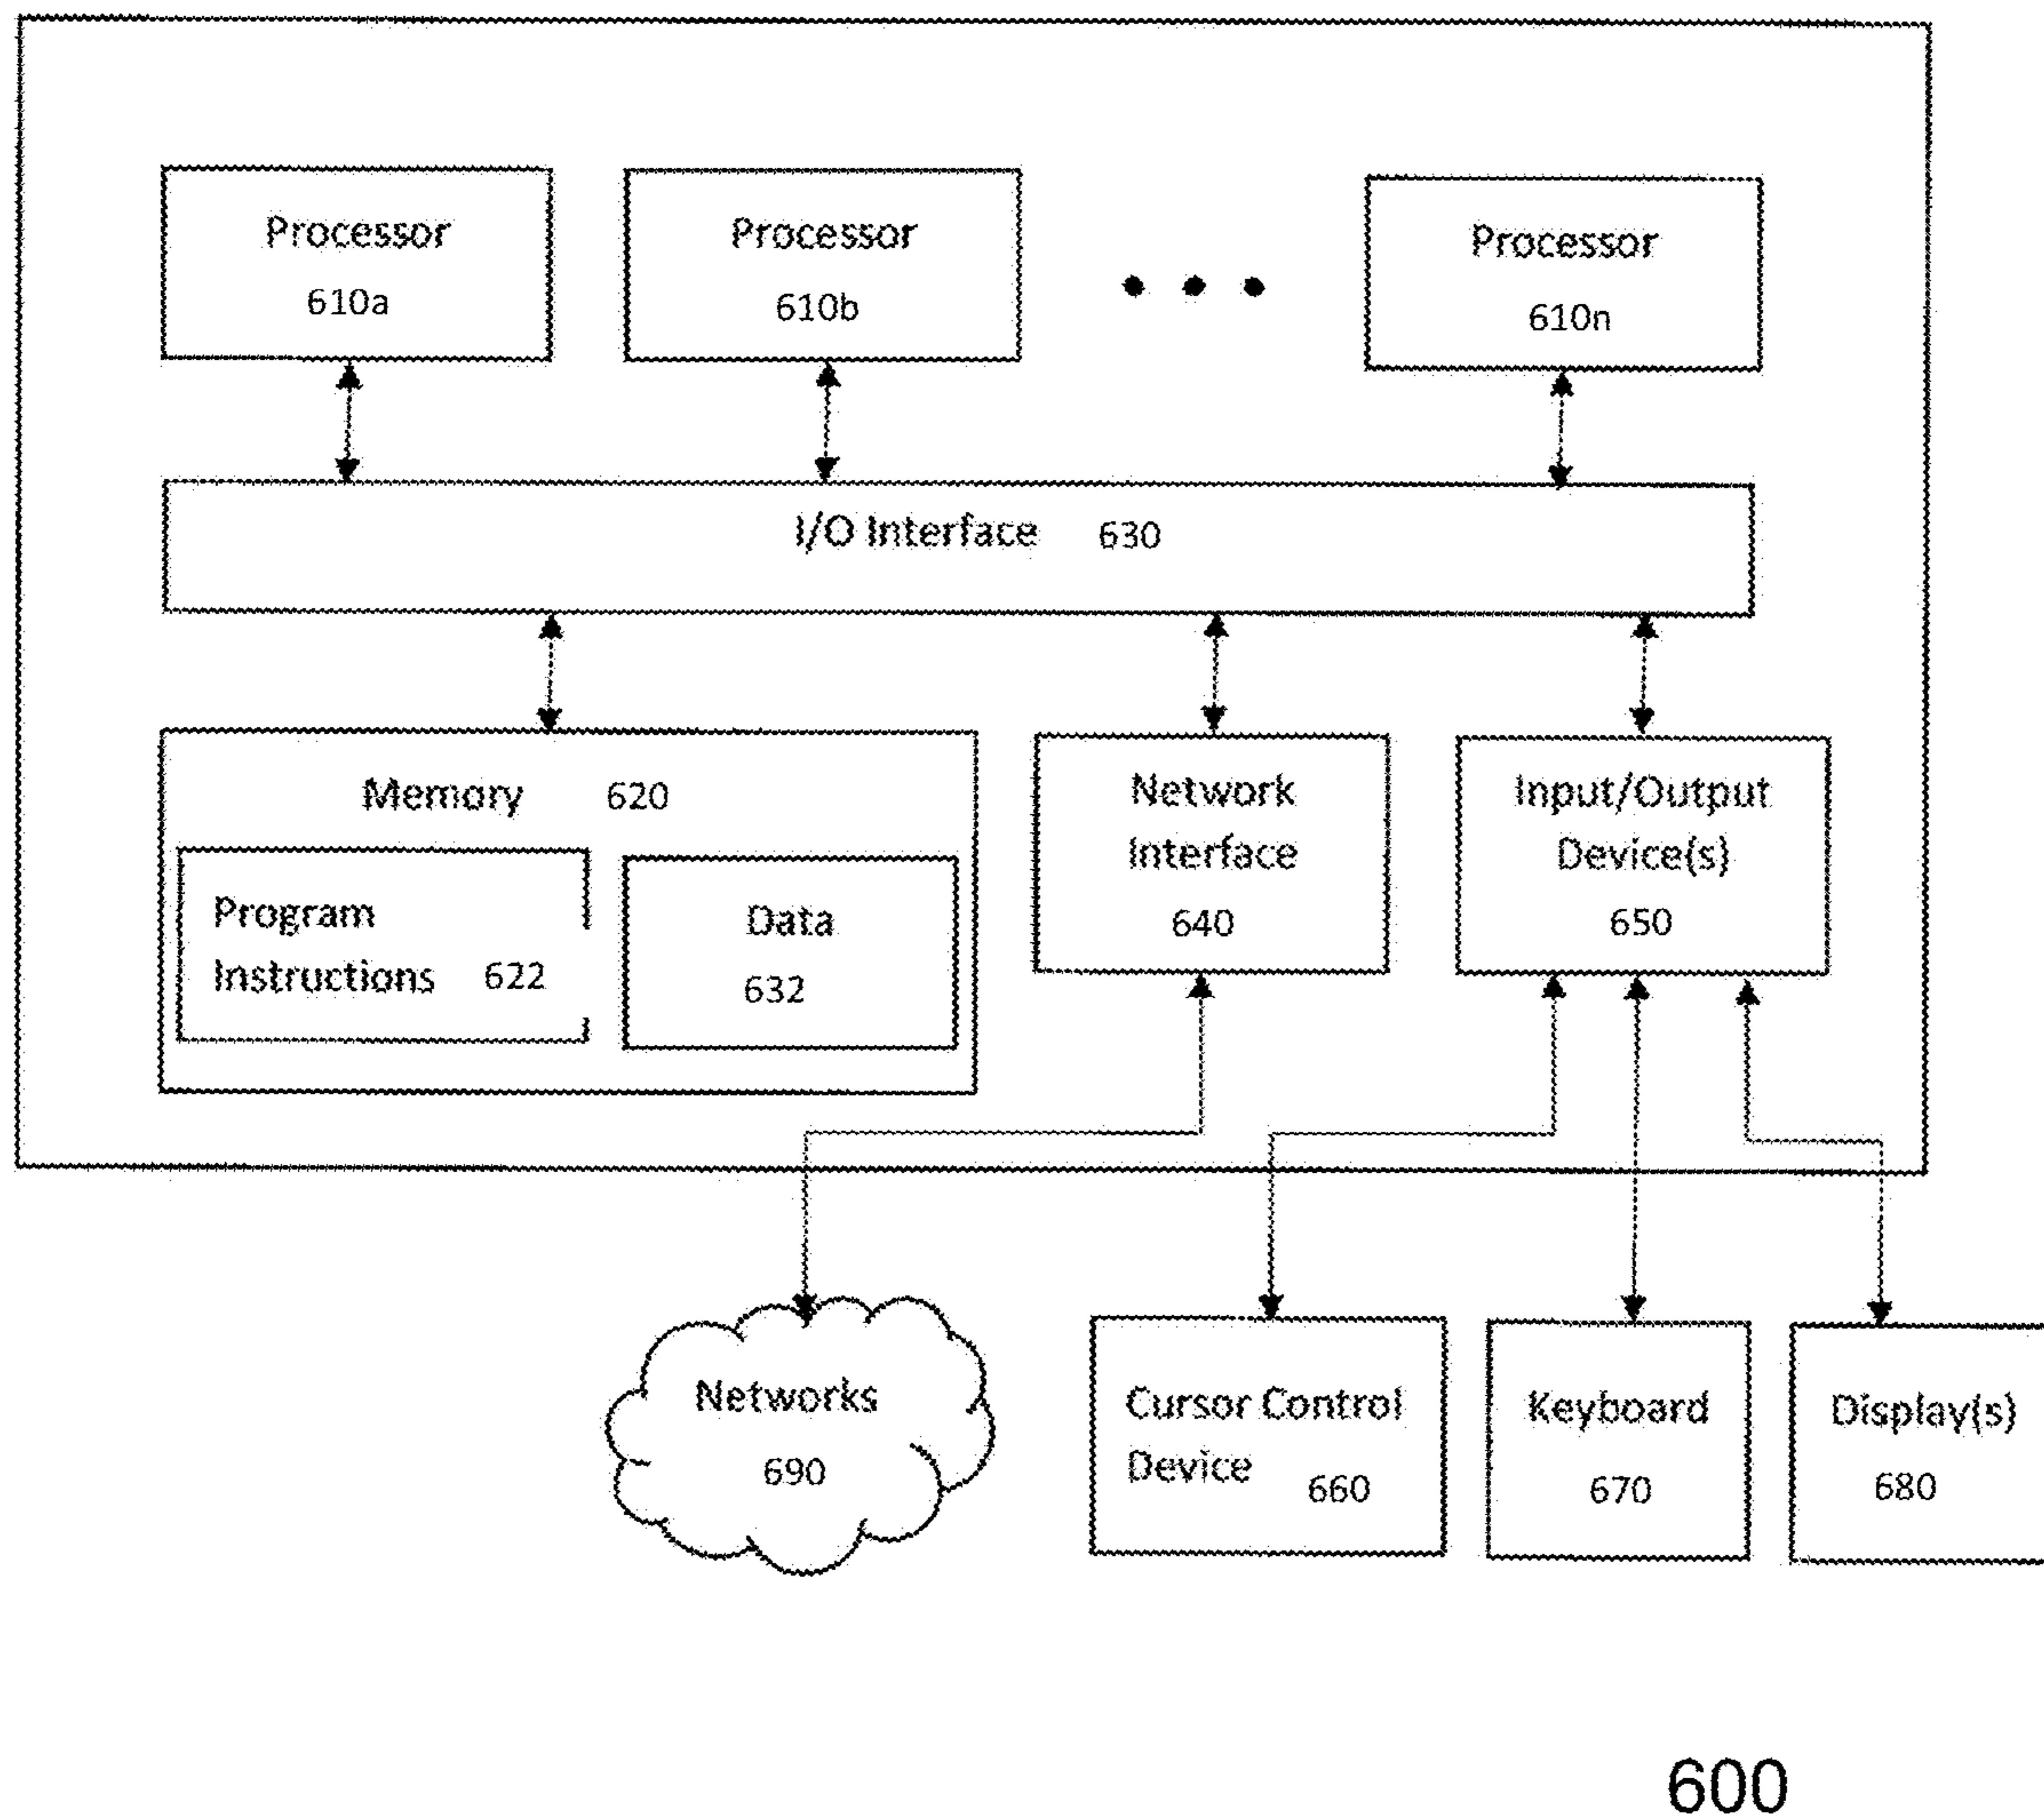 Processor
610a
Processor
610b
Processor
610n
I/O Interface 630
Memory 620
Program
Instructions 622
Data
632
Network
Interface
640
Input/Output
Device(s)
650
Networks
690
Cursor Control
Device 660
Keyboard
670
Display(s)
680
600